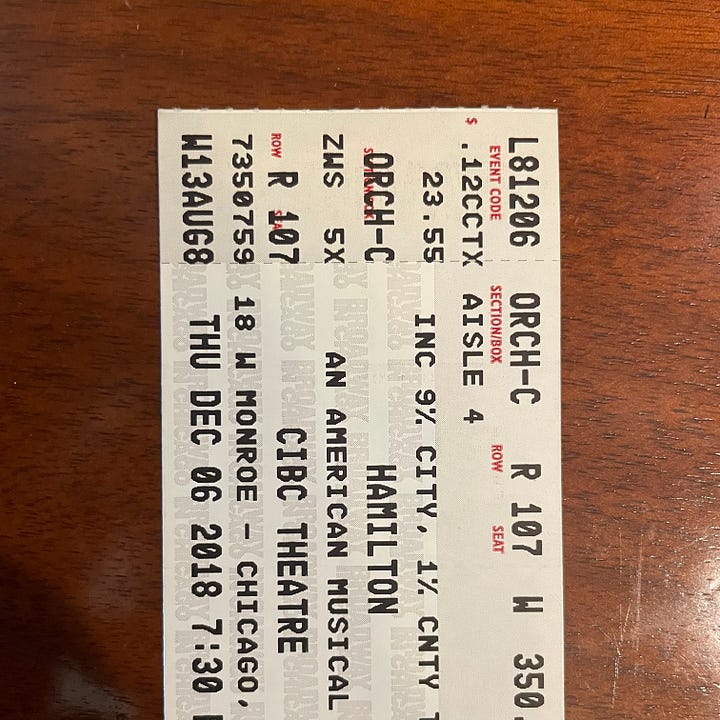 L81206 ORCH-C R 107 W 350.
EVENT CODE SECTION/BOX ROW SEAT
$ .12CCTX AISLE 4
23.55 INC 9% CITY, 1% CNTY
ORCH-C HAMILTON
ZWS 5X AN AMERICAN MUSICAL
ROW
R 107 CIBC THEATRE
7350759 18 W MONROE - CHICAGO,
W13AUG8 THU DEC 06 2018 7:30